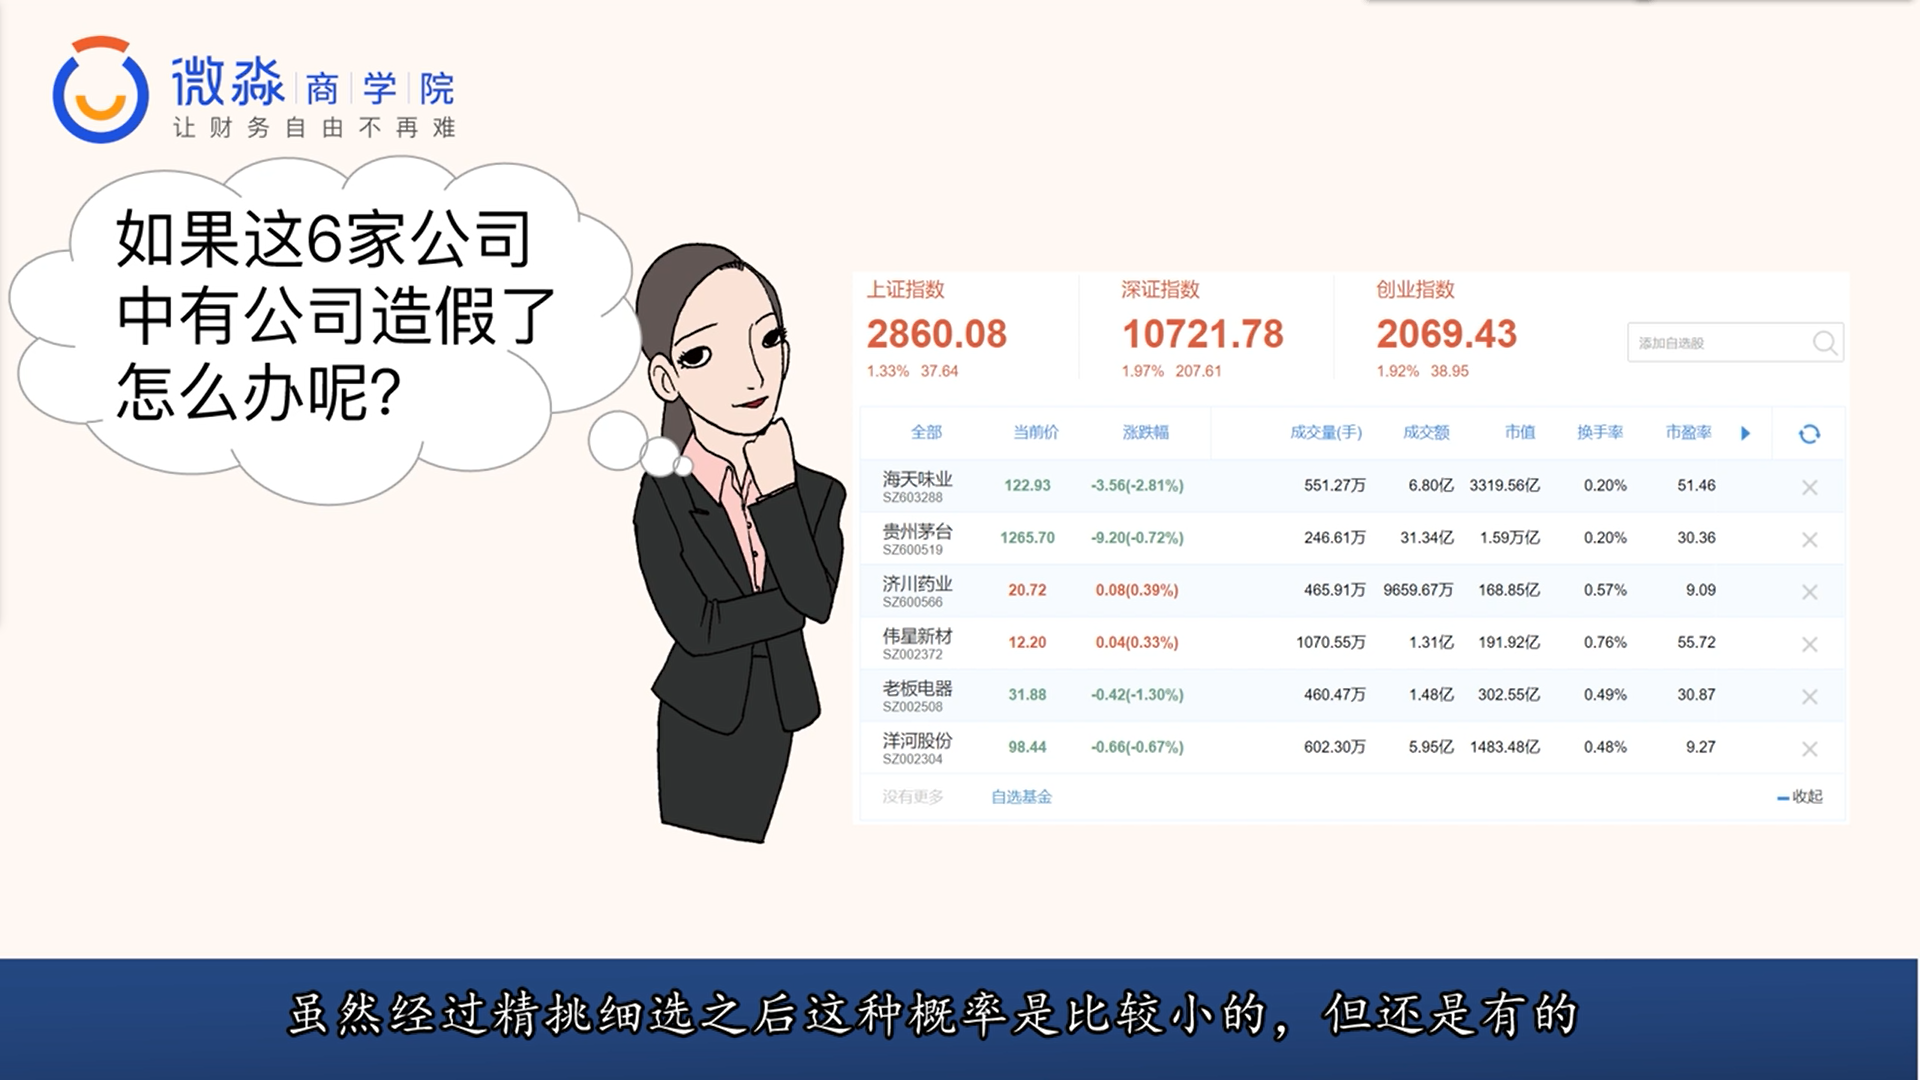 微淼 商 学 院
让财务自由不再难
如果这6家公司
中有公司造假了
怎么办呢？
上证指数 深证指数 创业指数
2860.08 10721.78 2069.43
1.33% 37.64 1.97% 207.61 1.92% 38.95
添加自选股
全部 当前价 涨跌幅 成交量(手) 成交额 市值 换手率 市盈率
海天味业 122.93 -3.56(-2.81%) 551.27万 6.80亿 3319.56亿 0.20% 51.46
SZ603288
贵州茅台 1265.70 -9.20(-0.72%) 246.61万 31.34亿 1.59万亿 0.20% 30.36
SZ600519
济川药业 20.72 0.08(0.39%) 465.91万 9659.67万 168.85亿 0.57% 9.09
SZ600566
伟星新材 12.20 0.04(0.33%) 1070.55万 1.31亿 191.92亿 0.76% 55.72
SZ002372
老板电器 31.88 -0.42(-1.30%) 460.47万 1.48亿 302.55亿 0.49% 30.87
SZ002508
洋河股份 98.44 -0.66(-0.67%) 602.30万 5.95亿 1483.48亿 0.48% 9.27
SZ002304
没有更多 自选基金 收起
虽然经过精挑细选之后这种概率是比较小的，但还是有的